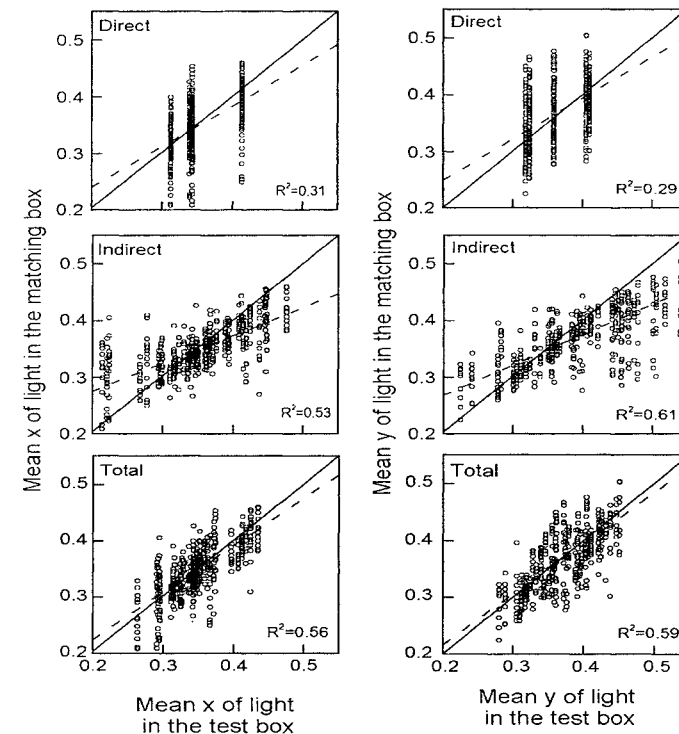 Direct
0.5
0.4
0.3
0.2
R²=0.31
Indirect
0.5
0.4
0.3
0.2
R²=0.53
Total
0.5
0.4
0.3
0.2
R²=0.56
0.2
0.3
0.4
0.5
Mean x of light in the matching box
Mean x of light
in the test box
Direct
0.5
0.4
0.3
0.2
R²=0.29
Indirect
0.5
0.4
0.3
0.2
R²=0.61
Total
0.5
0.4
0.3
0.2
R²=0.59
0.2
0.3
0.4
0.5
Mean y of light in the matching box
Mean y of light
in the test box